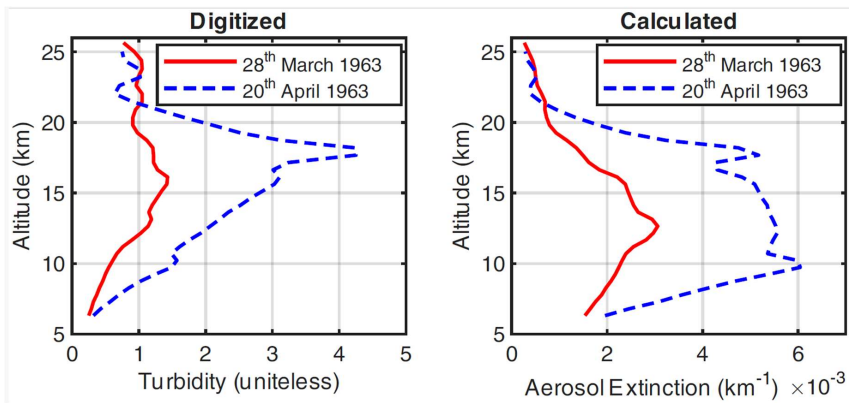 Digitized
28th March 1963
20th April 1963
25
20
15
10
5
Altitude (km)
0 1 2 3 4 5
Turbidity (uniteless)
Calculated
28th March 1963
20th April 1963
25
20
15
10
5
Altitude (km)
0 2 4 6
Aerosol Extinction (km-1) ×10-3